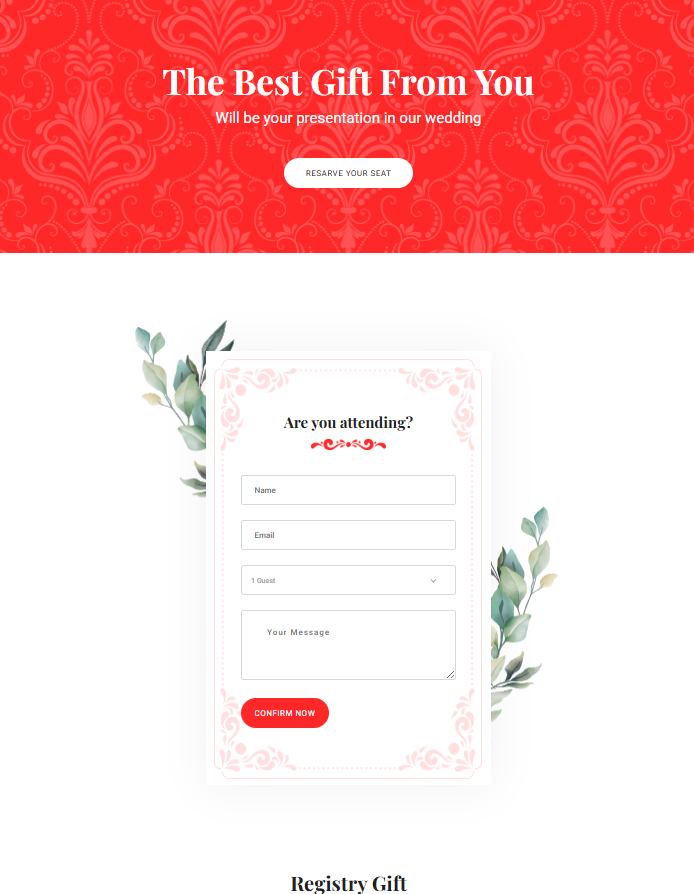 The Best Gift From You
Will be your presentation in our wedding
RESARVE YOUR SEAT
Are you attending?
Name
Email
1 Guest
Your Message
CONFIRM NOW
Registry Gift